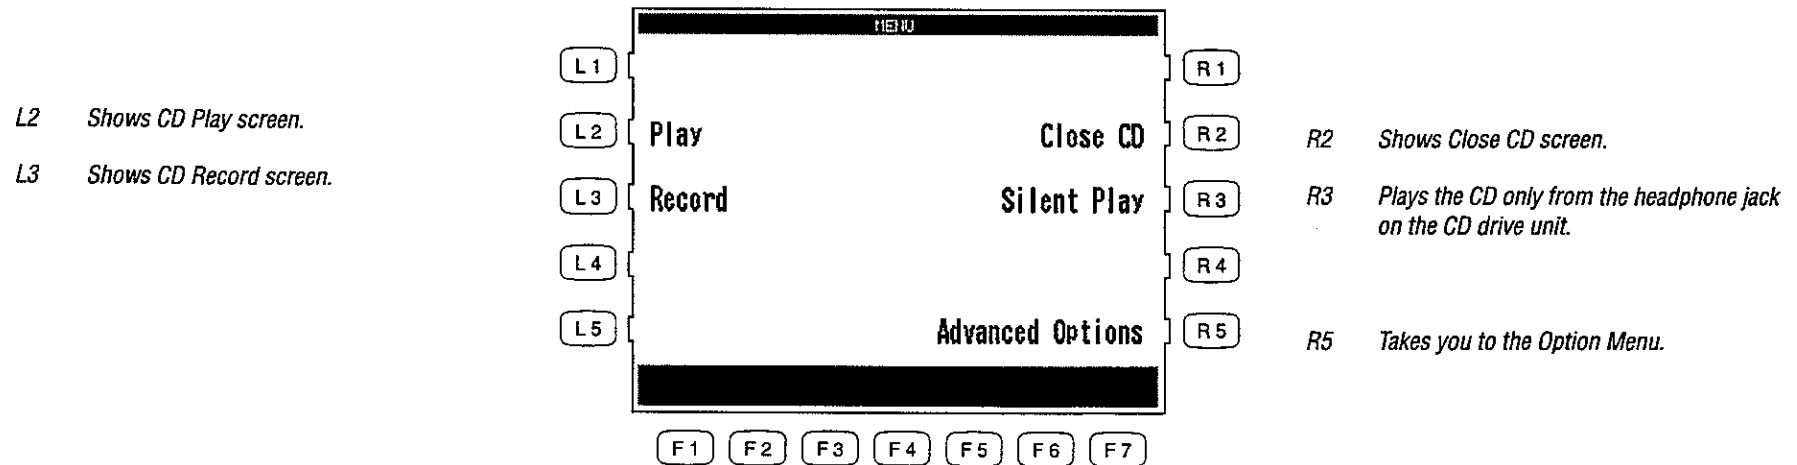 MENU
L1
R1
L2 Shows CD Play screen.
L2 Play Close CD R2
R2 Shows Close CD screen.
L3 Shows CD Record screen.
L3 Record Silent Play R3
R3 Plays the CD only from the headphone jack
on the CD drive unit.
L4
R4
L5 Advanced Options R5
R5 Takes you to the Option Menu.
F1 F2 F3 F4 F5 F6 F7